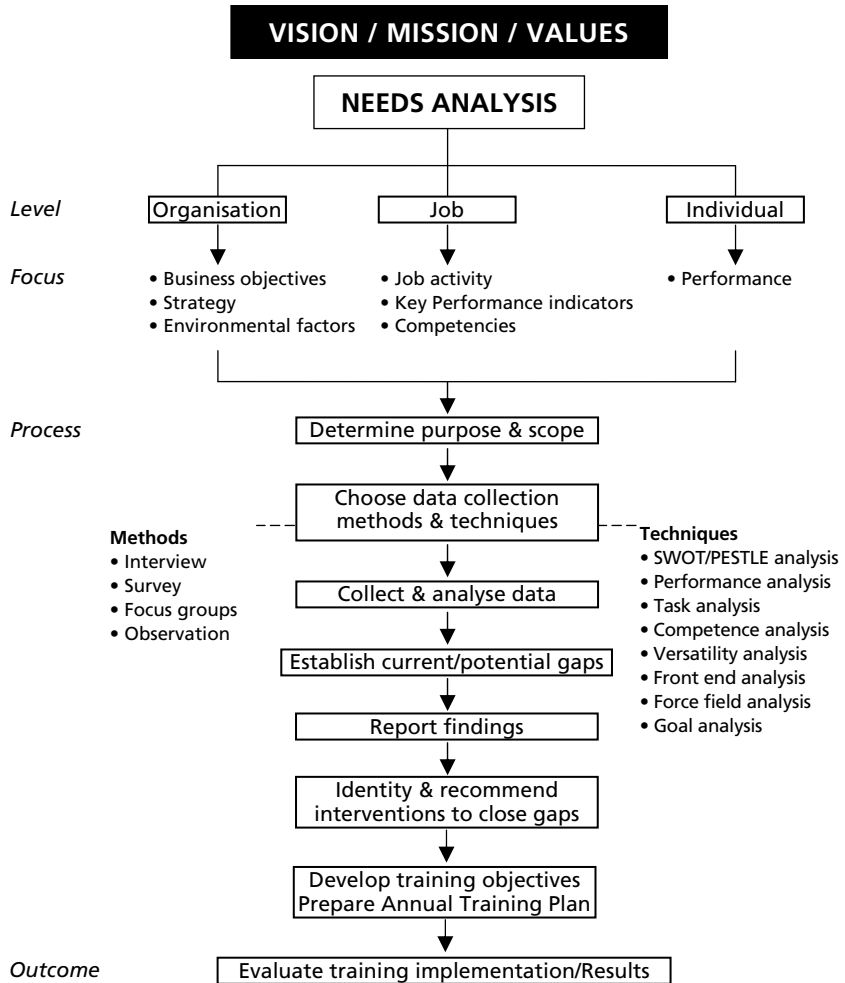 VISION / MISSION / VALUES
NEEDS ANALYSIS
Level
Organisation
Job
Individual
Focus
• Business objectives
• Strategy
• Environmental factors
• Job activity
• Key Performance indicators
• Competencies
• Performance
Process
Determine purpose & scope
Choose data collection
methods & techniques
Methods
• Interview
• Survey
• Focus groups
• Observation
Techniques
• SWOT/PESTLE analysis
• Performance analysis
• Task analysis
• Competence analysis
• Versatility analysis
• Front end analysis
• Force field analysis
• Goal analysis
Collect & analyse data
Establish current/potential gaps
Report findings
Identity & recommend
interventions to close gaps
Develop training objectives
Prepare Annual Training Plan
Outcome
Evaluate training implementation/Results